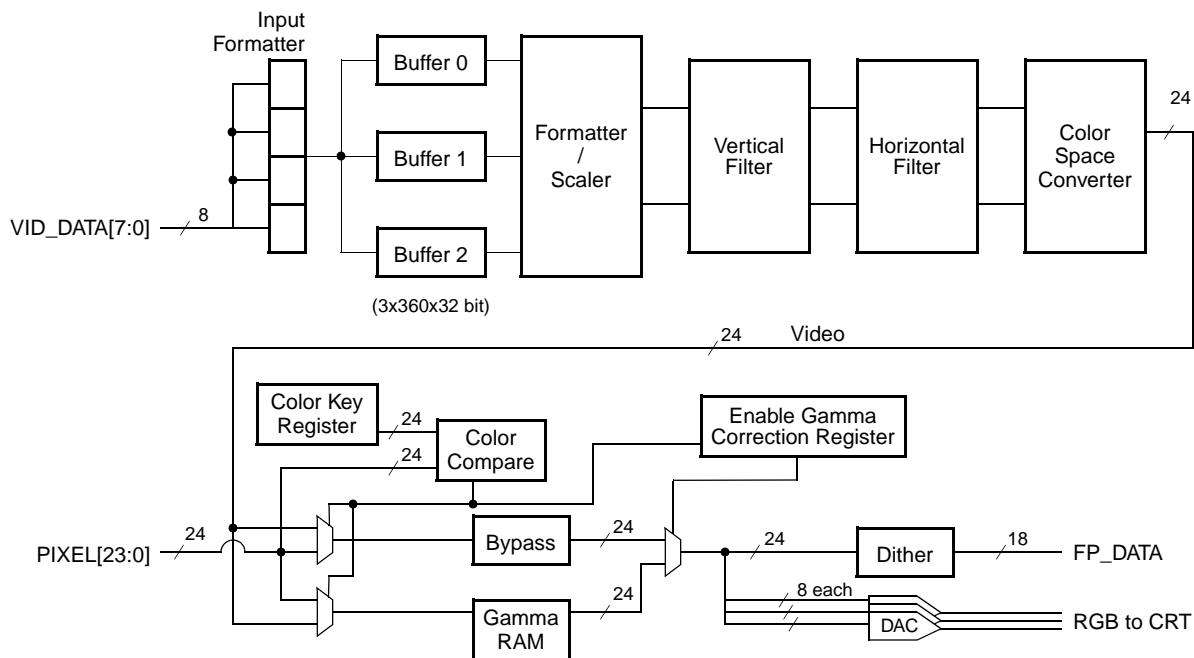 Input
Formatter
Buffer 0
Buffer 1
Buffer 2
(3x360x32 bit)
Formatter
/
Scaler
Vertical
Filter
Horizontal
Filter
Color
Space
Converter
24
VID_DATA[7:0]
8
24
Video
Color Key
Register
24
24
Color
Compare
Enable Gamma
Correction Register
PIXEL[23:0]
24
Bypass
24
Gamma
RAM
24
24
Dither
18
FP_DATA
8 each
DAC
RGB to CRT